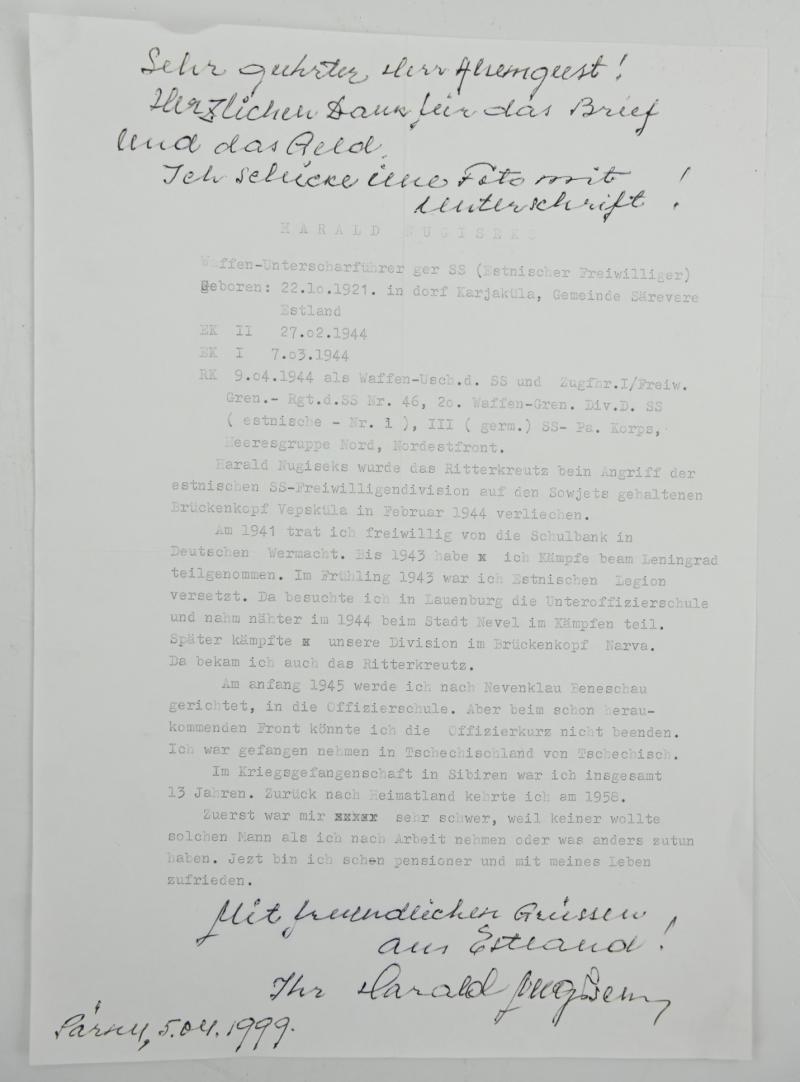 Sehr guhrter Herr
Herzlichen Dank für das Brief
Und das Geld.
Ich schicke eine Foto mit
Unterschrift!
HARALD NUGISEKS
Waffen-Unterscharführer ger SS (Estnischer Freiwilliger)
Geboren: 22.1o.1921. in dorf Karjaküla, Gemeinde Särevere
Estland
EK II 27.o2.1944
EK I 7.o3.1944
RK 9.o4.1944 als Waffen-Usch.d. SS und Zugfhr.I/Freiw.
Gren.- Rgt.d.SS Nr. 46, 2o. Waffen-Gren. Div.D. SS
( estnische - Nr. 1 ), III ( germ.) SS- Pa. Korps,
Heeresgruppe Nord, Nordestfront.
Harald Nugiseks wurde das Ritterkreutz bein Angriff der
estnischen SS-Freiwilligendivision auf den Sowjets gehaltenen
Brückenkopf Vepsküla in Februar 1944 verliechen.
Am 1941 trat ich freiwillig von die Schulbank in
Deutschen Wermacht. Bis 1943 habe x ich Kämpfe beam Leningrad
teilgenommen. Im Frühling 1943 war ich Estnischen Legion
versetzt. Da besuchte ich in Lauenburg die Unteroffizierschule
und nahm nähter im 1944 beim Stadt Nevel im Kämpfen teil.
Später kämpfte x unsere Division im Brückenkopf Narva.
Da bekam ich auch das Ritterkreutz.
Am anfang 1945 werde ich nach Nevenklau Beneschau
gerichtet, in die Offizierschule. Aber beim schon herau-
kommenden Front könnte ich die Offizierkurz nicht beenden.
Ich war gefangen nehmen in Tschechischland von Tschechisch.
Im Kriegsgefangenschaft in Sibiren war ich insgesamt
13 Jahren. Zurück nach Heimatland kehrte ich am 1958.
Zuerst war mir xxxxx sehr schwer, weil keiner wollte
solchen Mann als ich nach Arbeit nehmen oder was anders zutun
haben. Jezt bin ich schon pensioner und mit meines Leben
zufrieden.
Mit freundlichen Grüssen
aus Estland!
Ihr Harald Nugiseks
Pärnu, 5.04.1999.